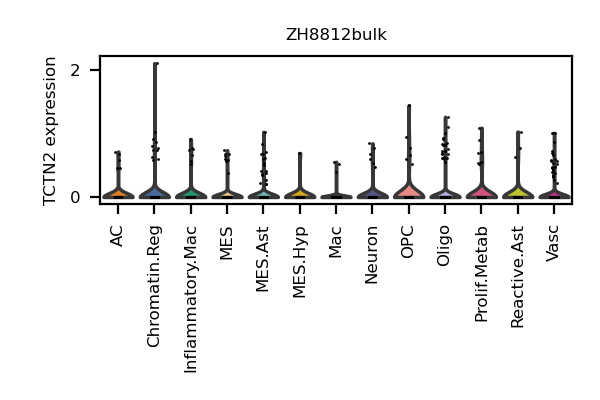 ZH8812bulk
TCTN2 expression
2
0
AC
Chromatin.Reg
Inflammatory.Mac
MES
MES.Ast
MES.Hyp
Mac
Neuron
OPC
Oligo
Prolif.Metab
Reactive.Ast
Vasc